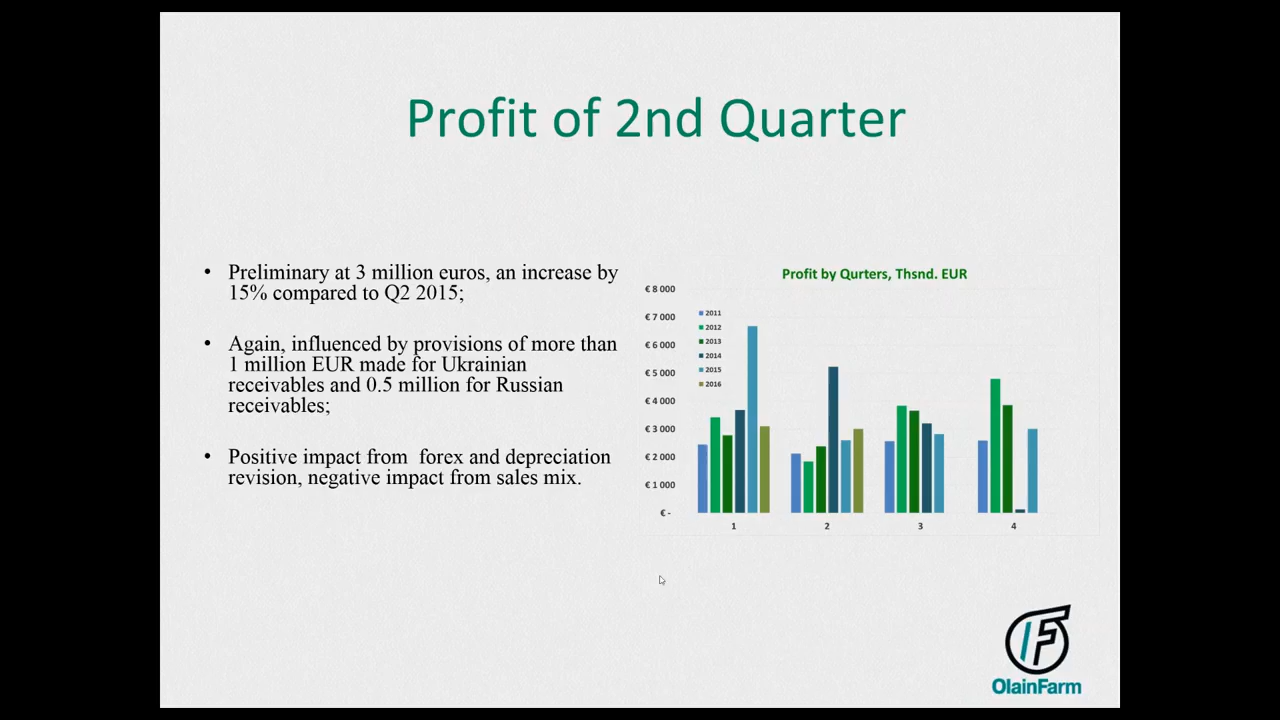 Profit of 2nd Quarter
• Preliminary at 3 million euros, an increase by
15% compared to Q2 2015;
• Again, influenced by provisions of more than
1 million EUR made for Ukrainian
receivables and 0.5 million for Russian
receivables;
• Positive impact from  forex and depreciation
revision, negative impact from sales mix.
Profit by Qurters, Thsnd. EUR
€ 8 000
€ 7 000
€ 6 000
€ 5 000
€ 4 000
€ 3 000
€ 2 000
€ 1 000
€ -
2011
2012
2013
2014
2015
2016
1 2 3 4
OlainFarm